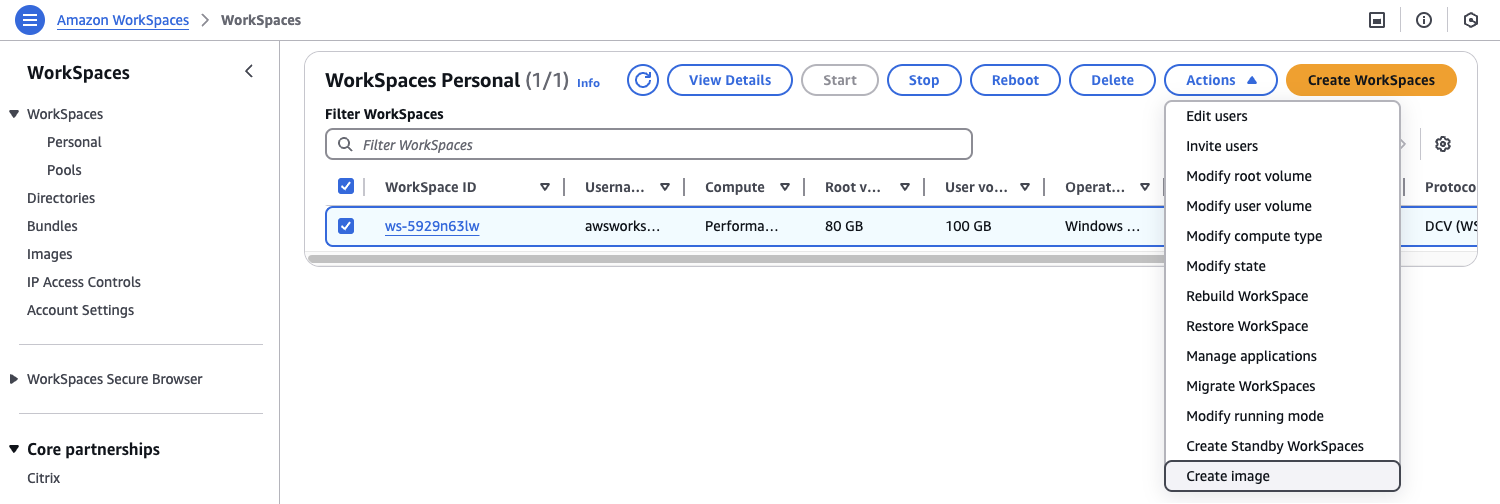 Amazon WorkSpaces > WorkSpaces
WorkSpaces
WorkSpaces
Personal
Pools
Directories
Bundles
Images
IP Access Controls
Account Settings
WorkSpaces Secure Browser
Core partnerships
Citrix
WorkSpaces Personal (1/1) Info
View Details
Start
Stop
Reboot
Delete
Actions
Create WorkSpaces
Filter WorkSpaces
Filter WorkSpaces
WorkSpace ID Userna... Compute Root v... User vo... Operat... Protoco
ws-5929n63lw awsworks... Performa... 80 GB 100 GB Windows ... DCV (WS
Edit users
Invite users
Modify root volume
Modify user volume
Modify compute type
Modify state
Rebuild WorkSpace
Restore WorkSpace
Manage applications
Migrate WorkSpaces
Modify running mode
Create Standby WorkSpaces
Create image